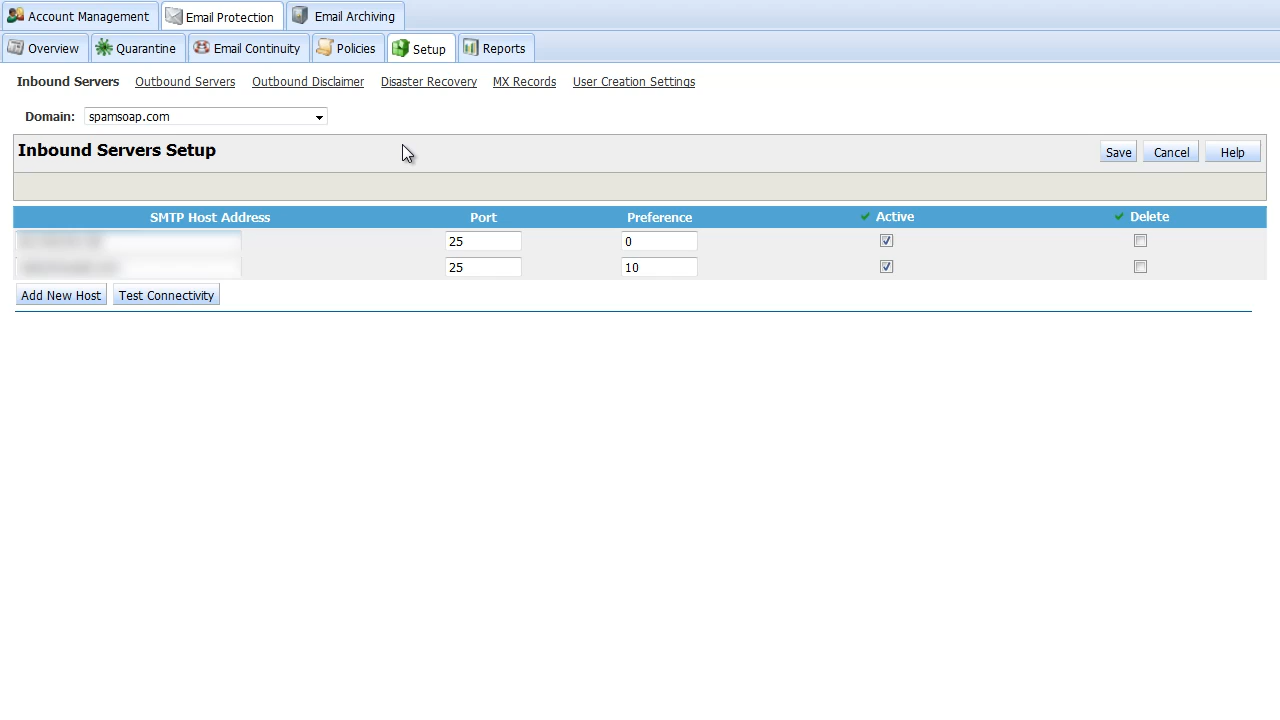 Account Management Email Protection Email Archiving
Overview Quarantine Email Continuity Policies Setup Reports
Inbound Servers Outbound Servers Outbound Disclaimer Disaster Recovery MX Records User Creation Settings
Domain: spamsoap.com
Inbound Servers Setup Save Cancel Help
SMTP Host Address Port Preference Active Delete
25 0
25 10
Add New Host Test Connectivity